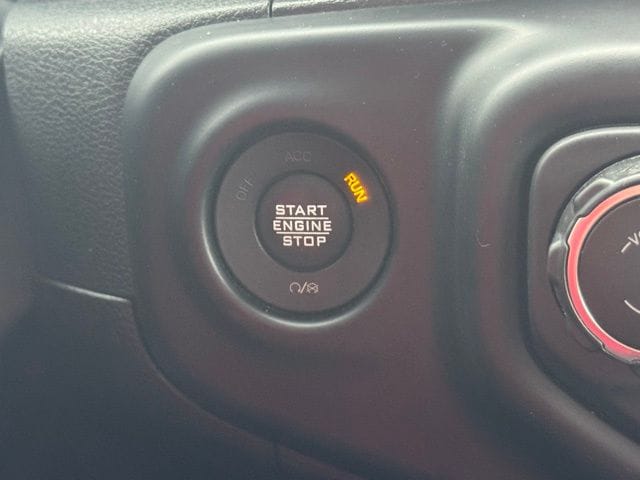 ACC
OFF
RUN
START
ENGINE
STOP